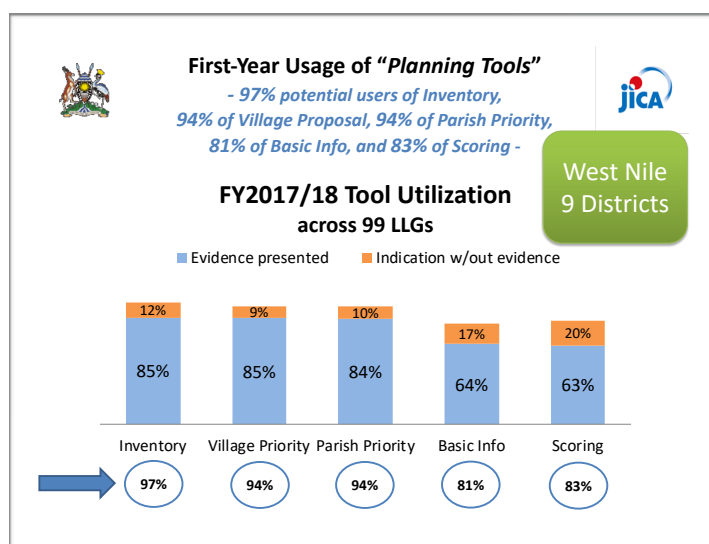 First-Year Usage of “Planning Tools”
- 97% potential users of Inventory,
94% of Village Proposal, 94% of Parish Priority,
81% of Basic Info, and 83% of Scoring -
JICA
West Nile
9 Districts
FY2017/18 Tool Utilization
across 99 LLGs
Evidence presented Indication w/out evidence
12% 9% 10% 17% 20%
85% 85% 84% 64% 63%
Inventory Village Priority Parish Priority Basic Info Scoring
97% 94% 94% 81% 83%